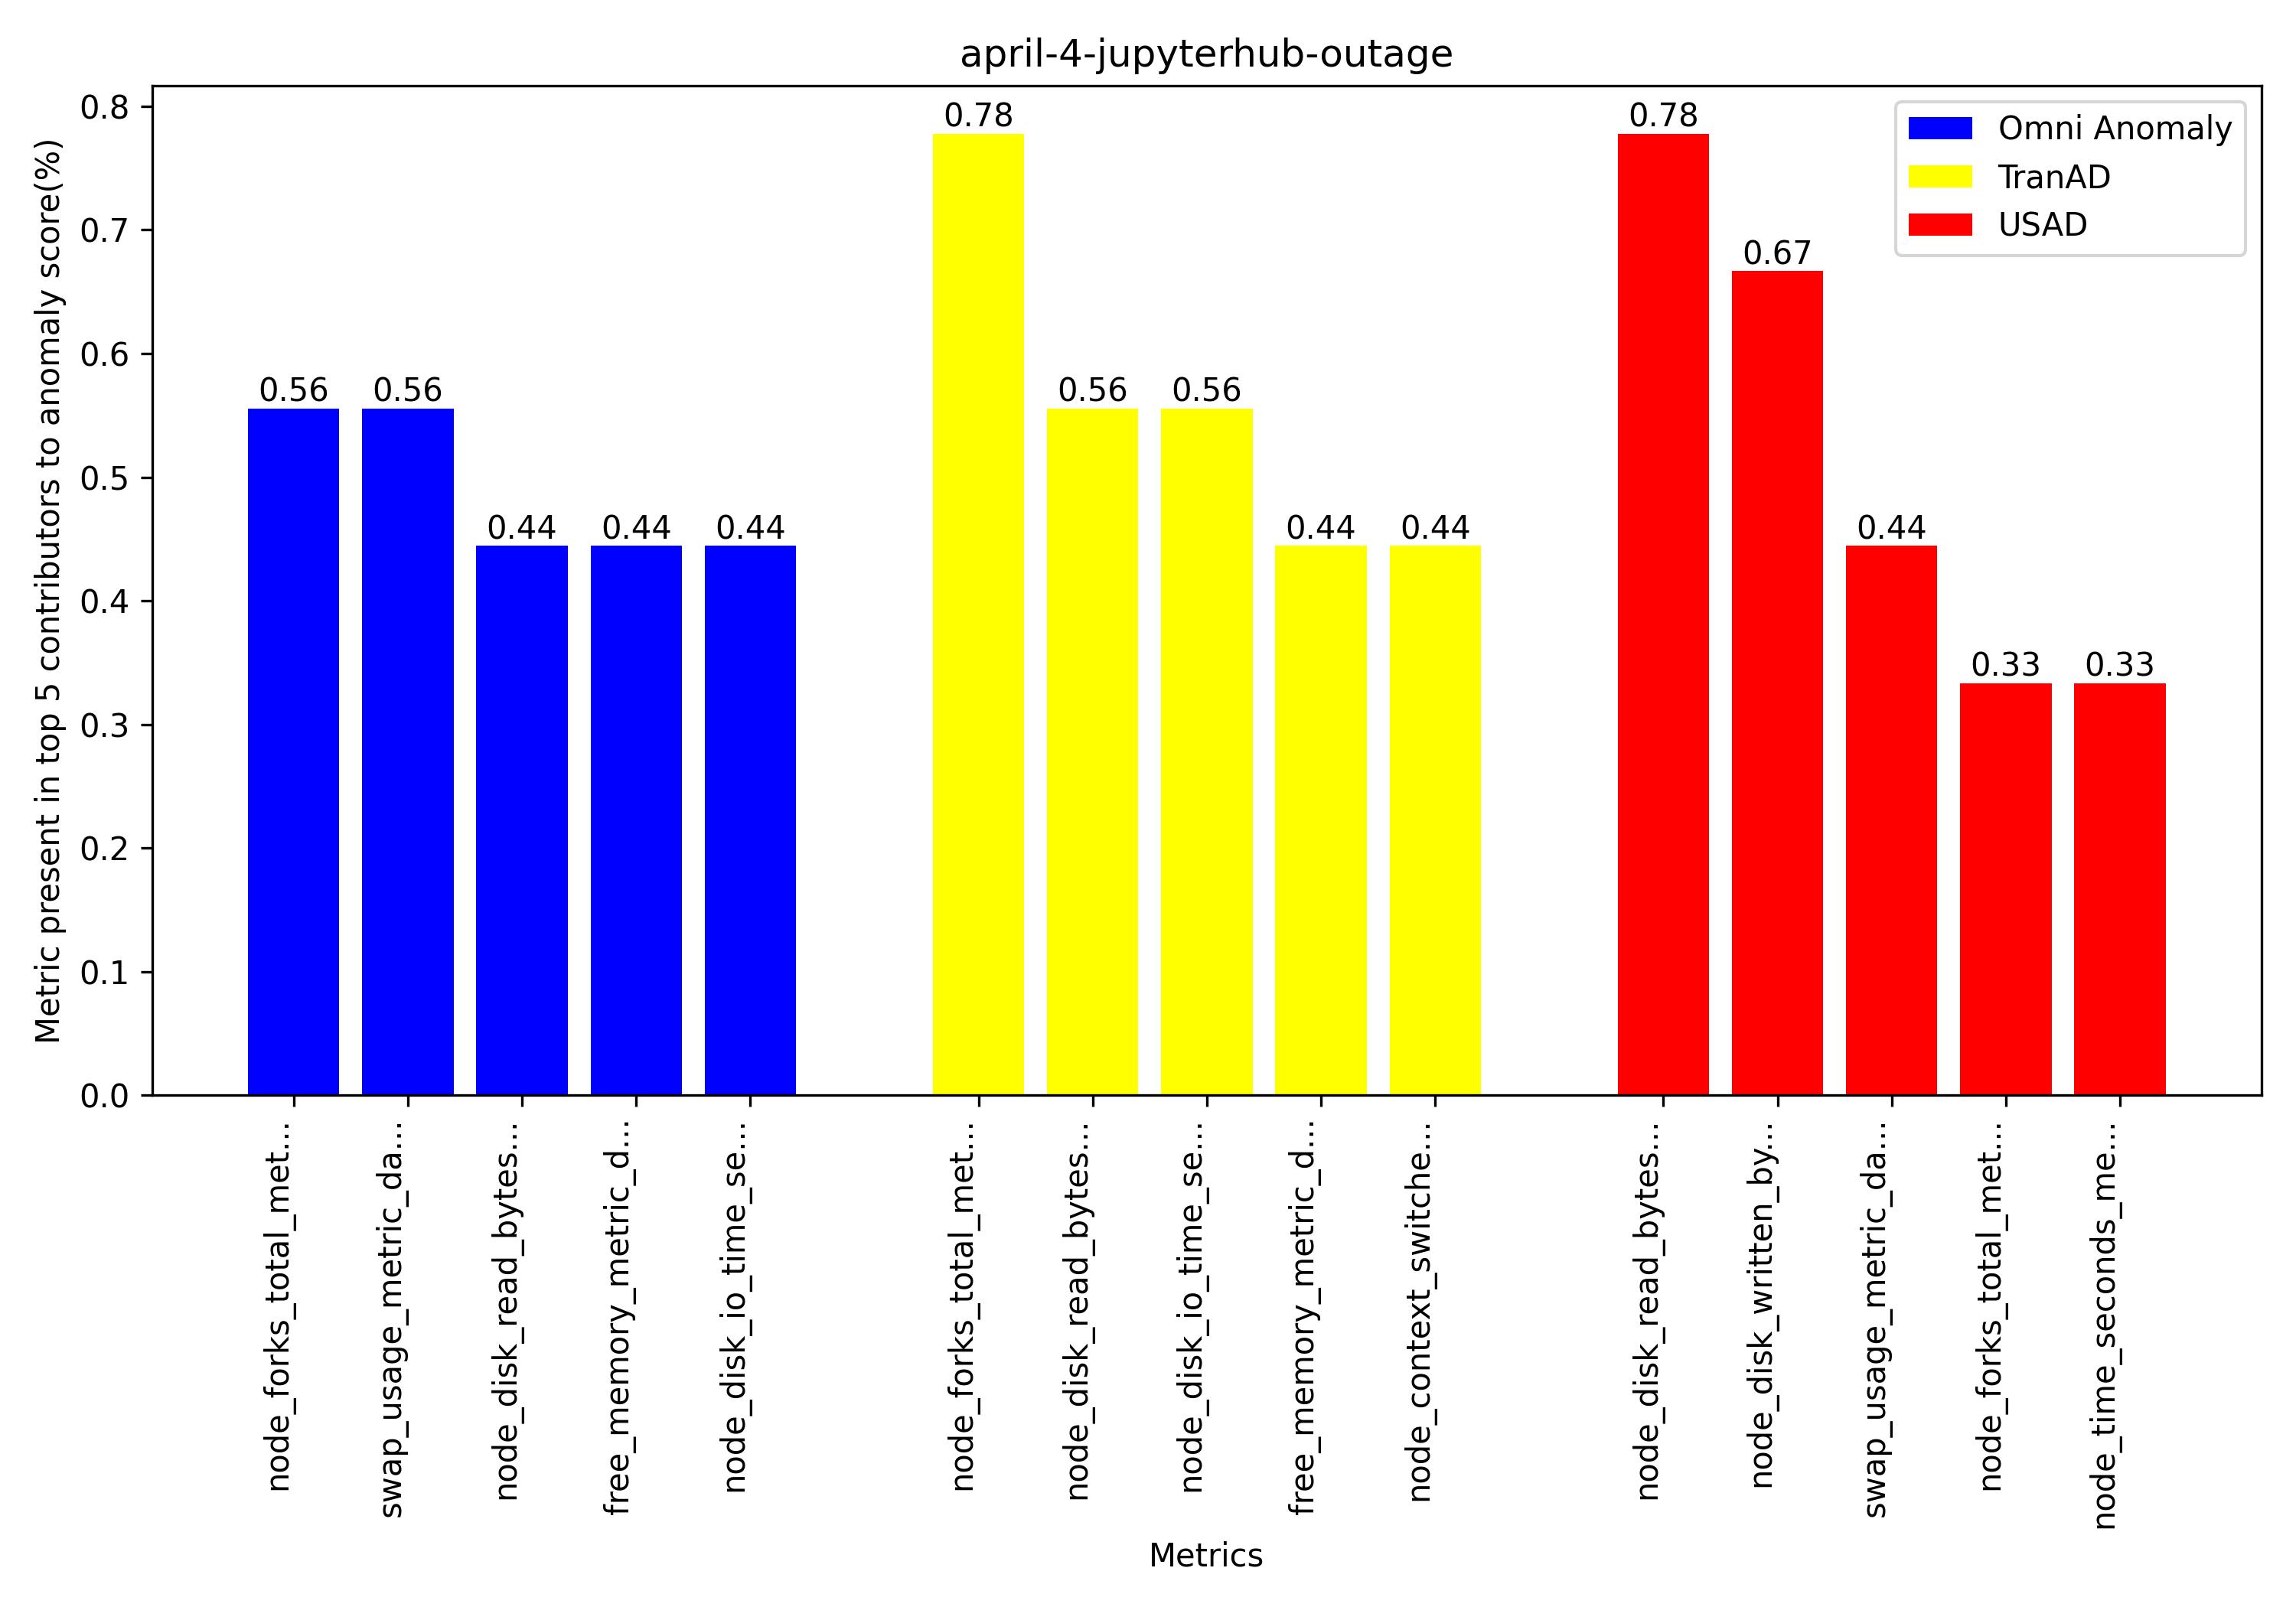 april-4-jupyterhub-outage
Metric present in top 5 contributors to anomaly score(%)
0.8
0.7
0.6
0.5
0.4
0.3
0.2
0.1
0.0
0.56
0.56
0.44
0.44
0.44
0.78
0.56
0.56
0.44
0.44
0.78
0.67
0.44
0.33
0.33
Omni Anomaly
TranAD
USAD
node_forks_total_met...
swap_usage_metric_da...
node_disk_read_bytes...
free_memory_metric_d...
node_disk_io_time_se...
node_forks_total_met...
node_disk_read_bytes...
node_disk_io_time_se...
free_memory_metric_d...
node_context_switche...
node_disk_read_bytes...
node_disk_written_by...
swap_usage_metric_da...
node_forks_total_met...
node_time_seconds_me...
Metrics